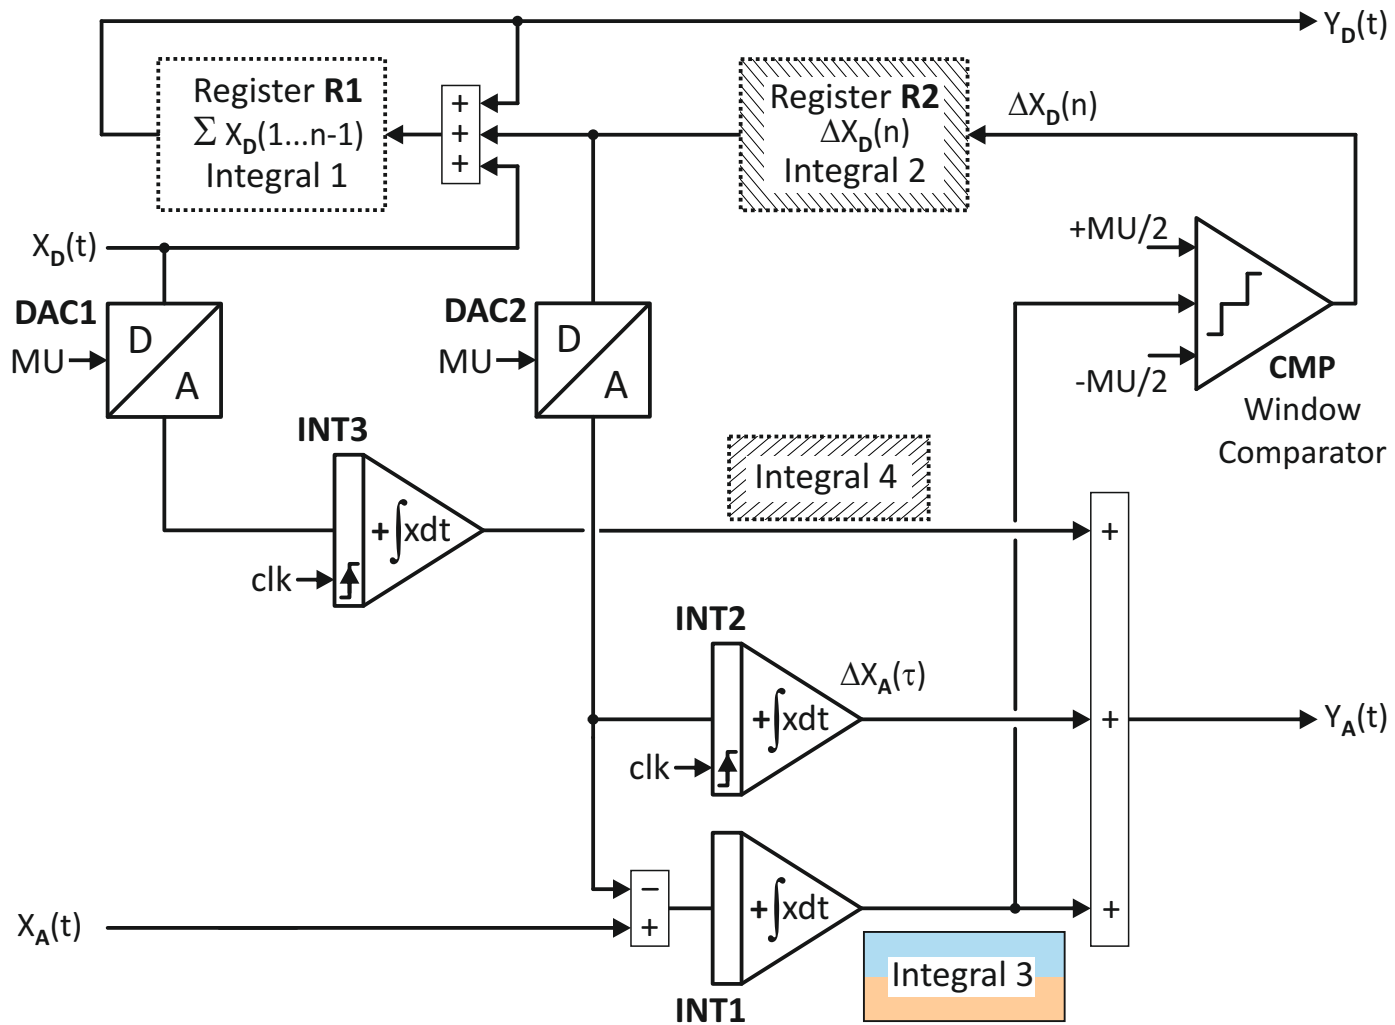 Y_D(t)
Register R1
Σ X_D(1...n-1)
Integral 1
+
+
+
Register R2
ΔX_D(n)
Integral 2
ΔX_D(n)
X_D(t)
+MU/2
-MU/2
CMP
Window
Comparator
DAC1
MU
D
A
DAC2
MU
D
A
INT3
+∫xdt
clk
Integral 4
+
INT2
+∫xdt
clk
ΔX_A(τ)
+
Y_A(t)
X_A(t)
−
+
+∫xdt
INT1
+
Integral 3